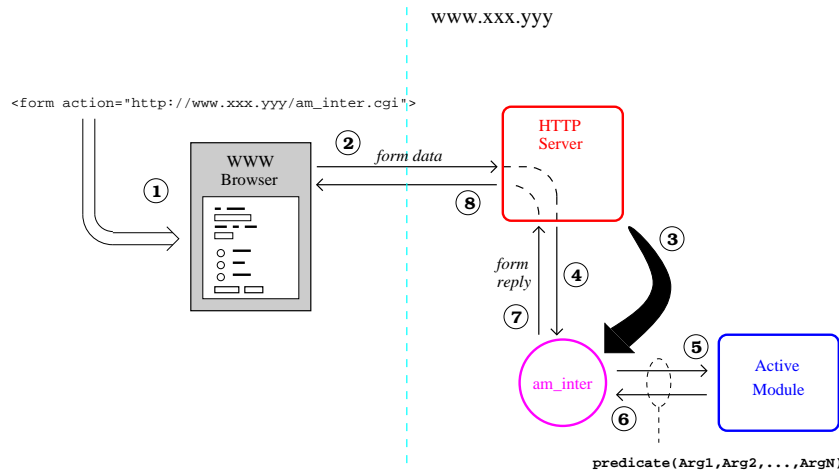 www.xxx.yyy
<form action="http://www.xxx.yyy/am_inter.cgi">
HTTP
Server
2
form data
WWW
Browser
1
8
3
form
reply
4
7
5
am_inter
Active
Module
6
predicate(Arg1,Arg2,...,ArgN)